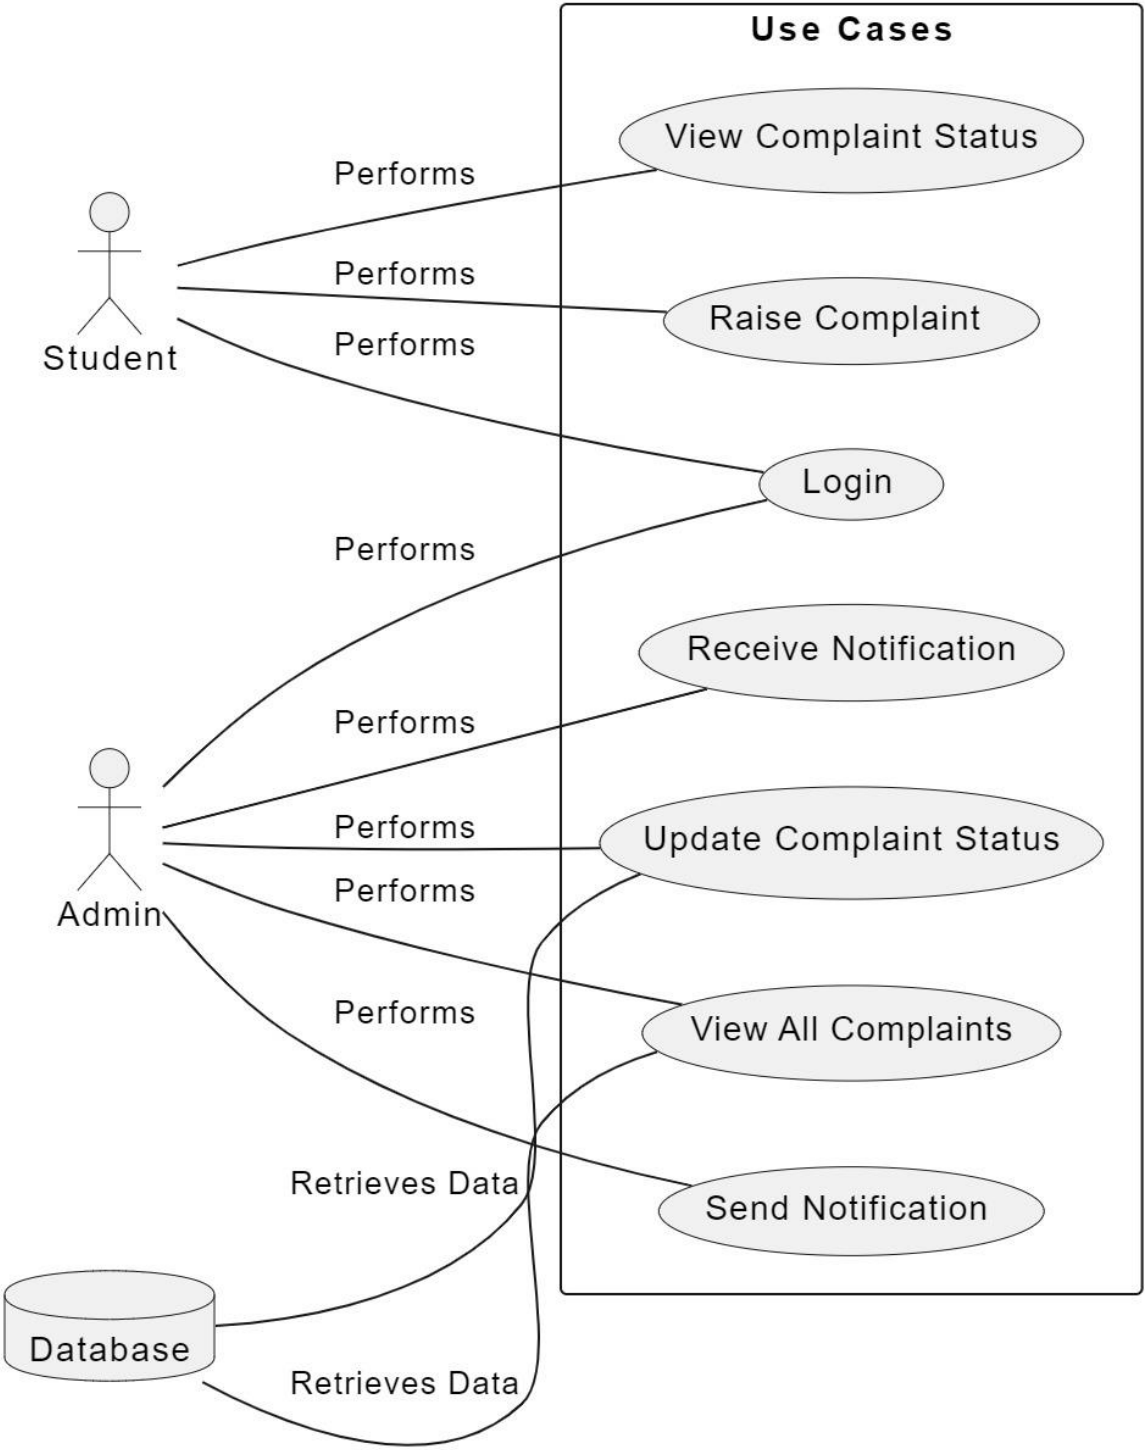 Use Cases
View Complaint Status
Performs
Performs
Raise Complaint
Performs
Student
Login
Performs
Receive Notification
Performs
Performs
Update Complaint Status
Performs
Admin
Performs
View All Complaints
Retrieves Data
Send Notification
Database
Retrieves Data